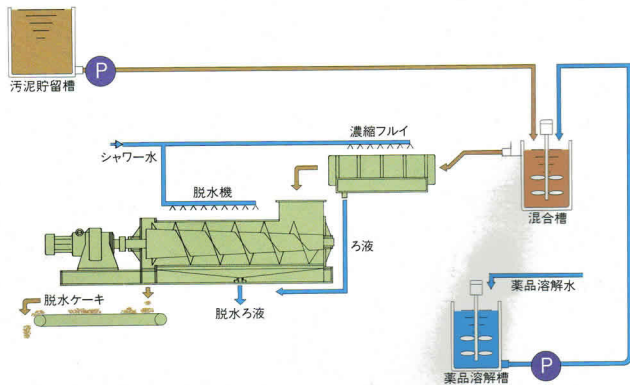 P
汚泥貯留槽
濃縮フルイ
シャワー水
脱水機
混合槽
ろ液
薬品溶解水
脱水ケーキ
脱水ろ液
P
薬品溶解槽